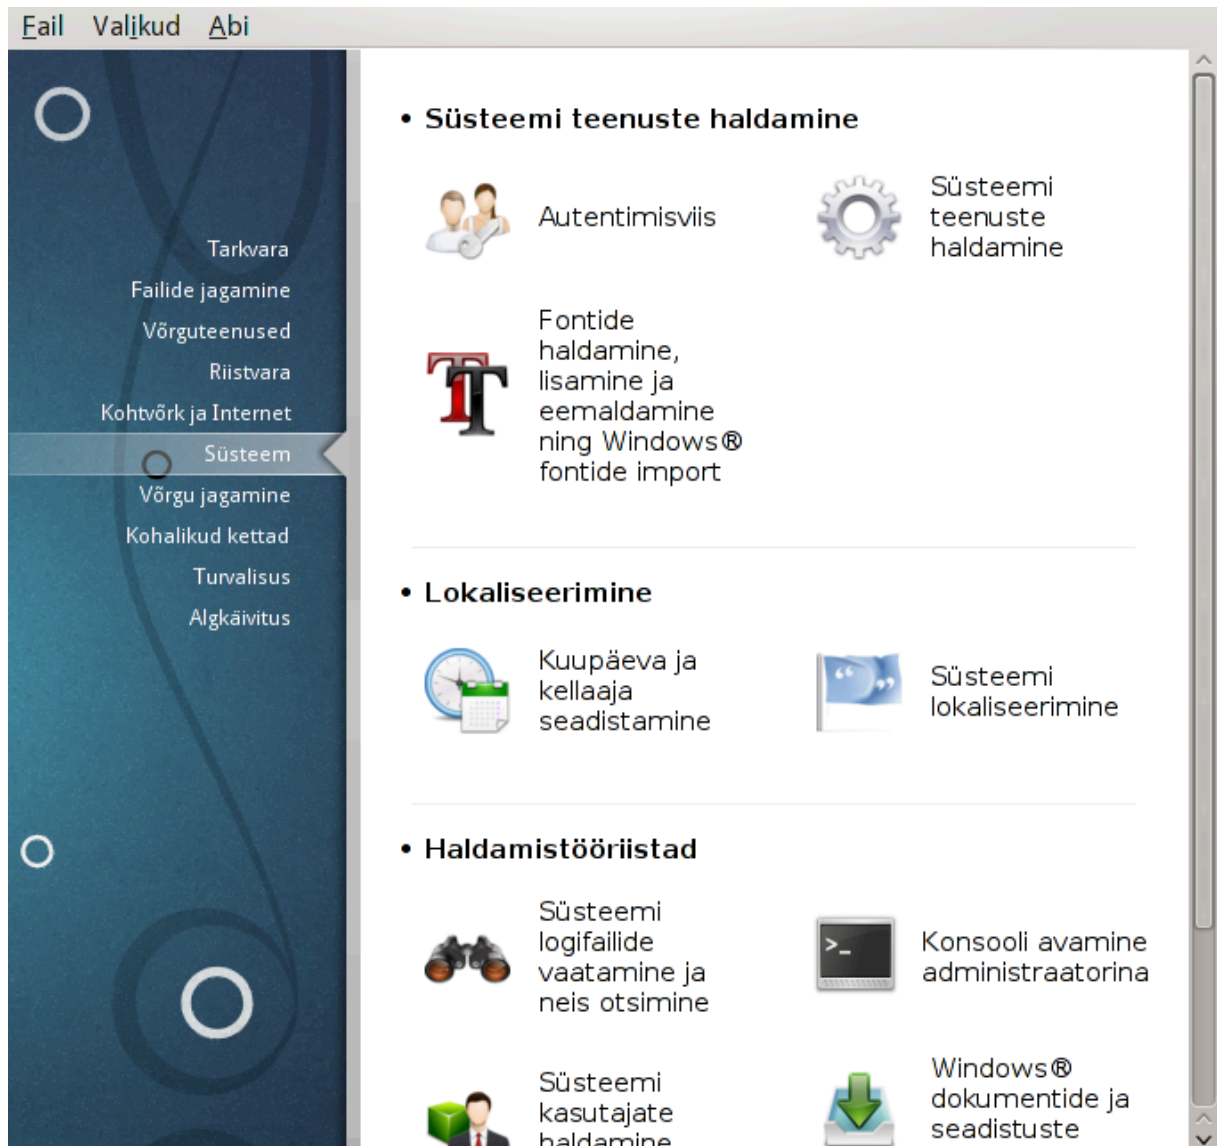 Fail Valikud Abi
Tarkvara
Failide jagamine
Võrguteenused
Riistvara
Kohtvõrk ja Internet
Süsteem
Võrgu jagamine
Kohalikud kettad
Turvalisus
Algkäivitus
• Süsteemi teenuste haldamine
Autentimisviis
Süsteemi
teenuste
haldamine
Fontide
haldamine,
lisamine ja
eemaldamine
ning Windows®
fontide import
• Lokaliseerimine
Kuupäeva ja
kellaaja
seadistamine
Süsteemi
lokaliseerimine
• Haldamistööriistad
Süsteemi
logifailide
vaatamine ja
neis otsimine
>_
Konsooli avamine
administraatorina
Süsteemi
kasutajate
haldamine
Windows®
dokumentide ja
seadistuste